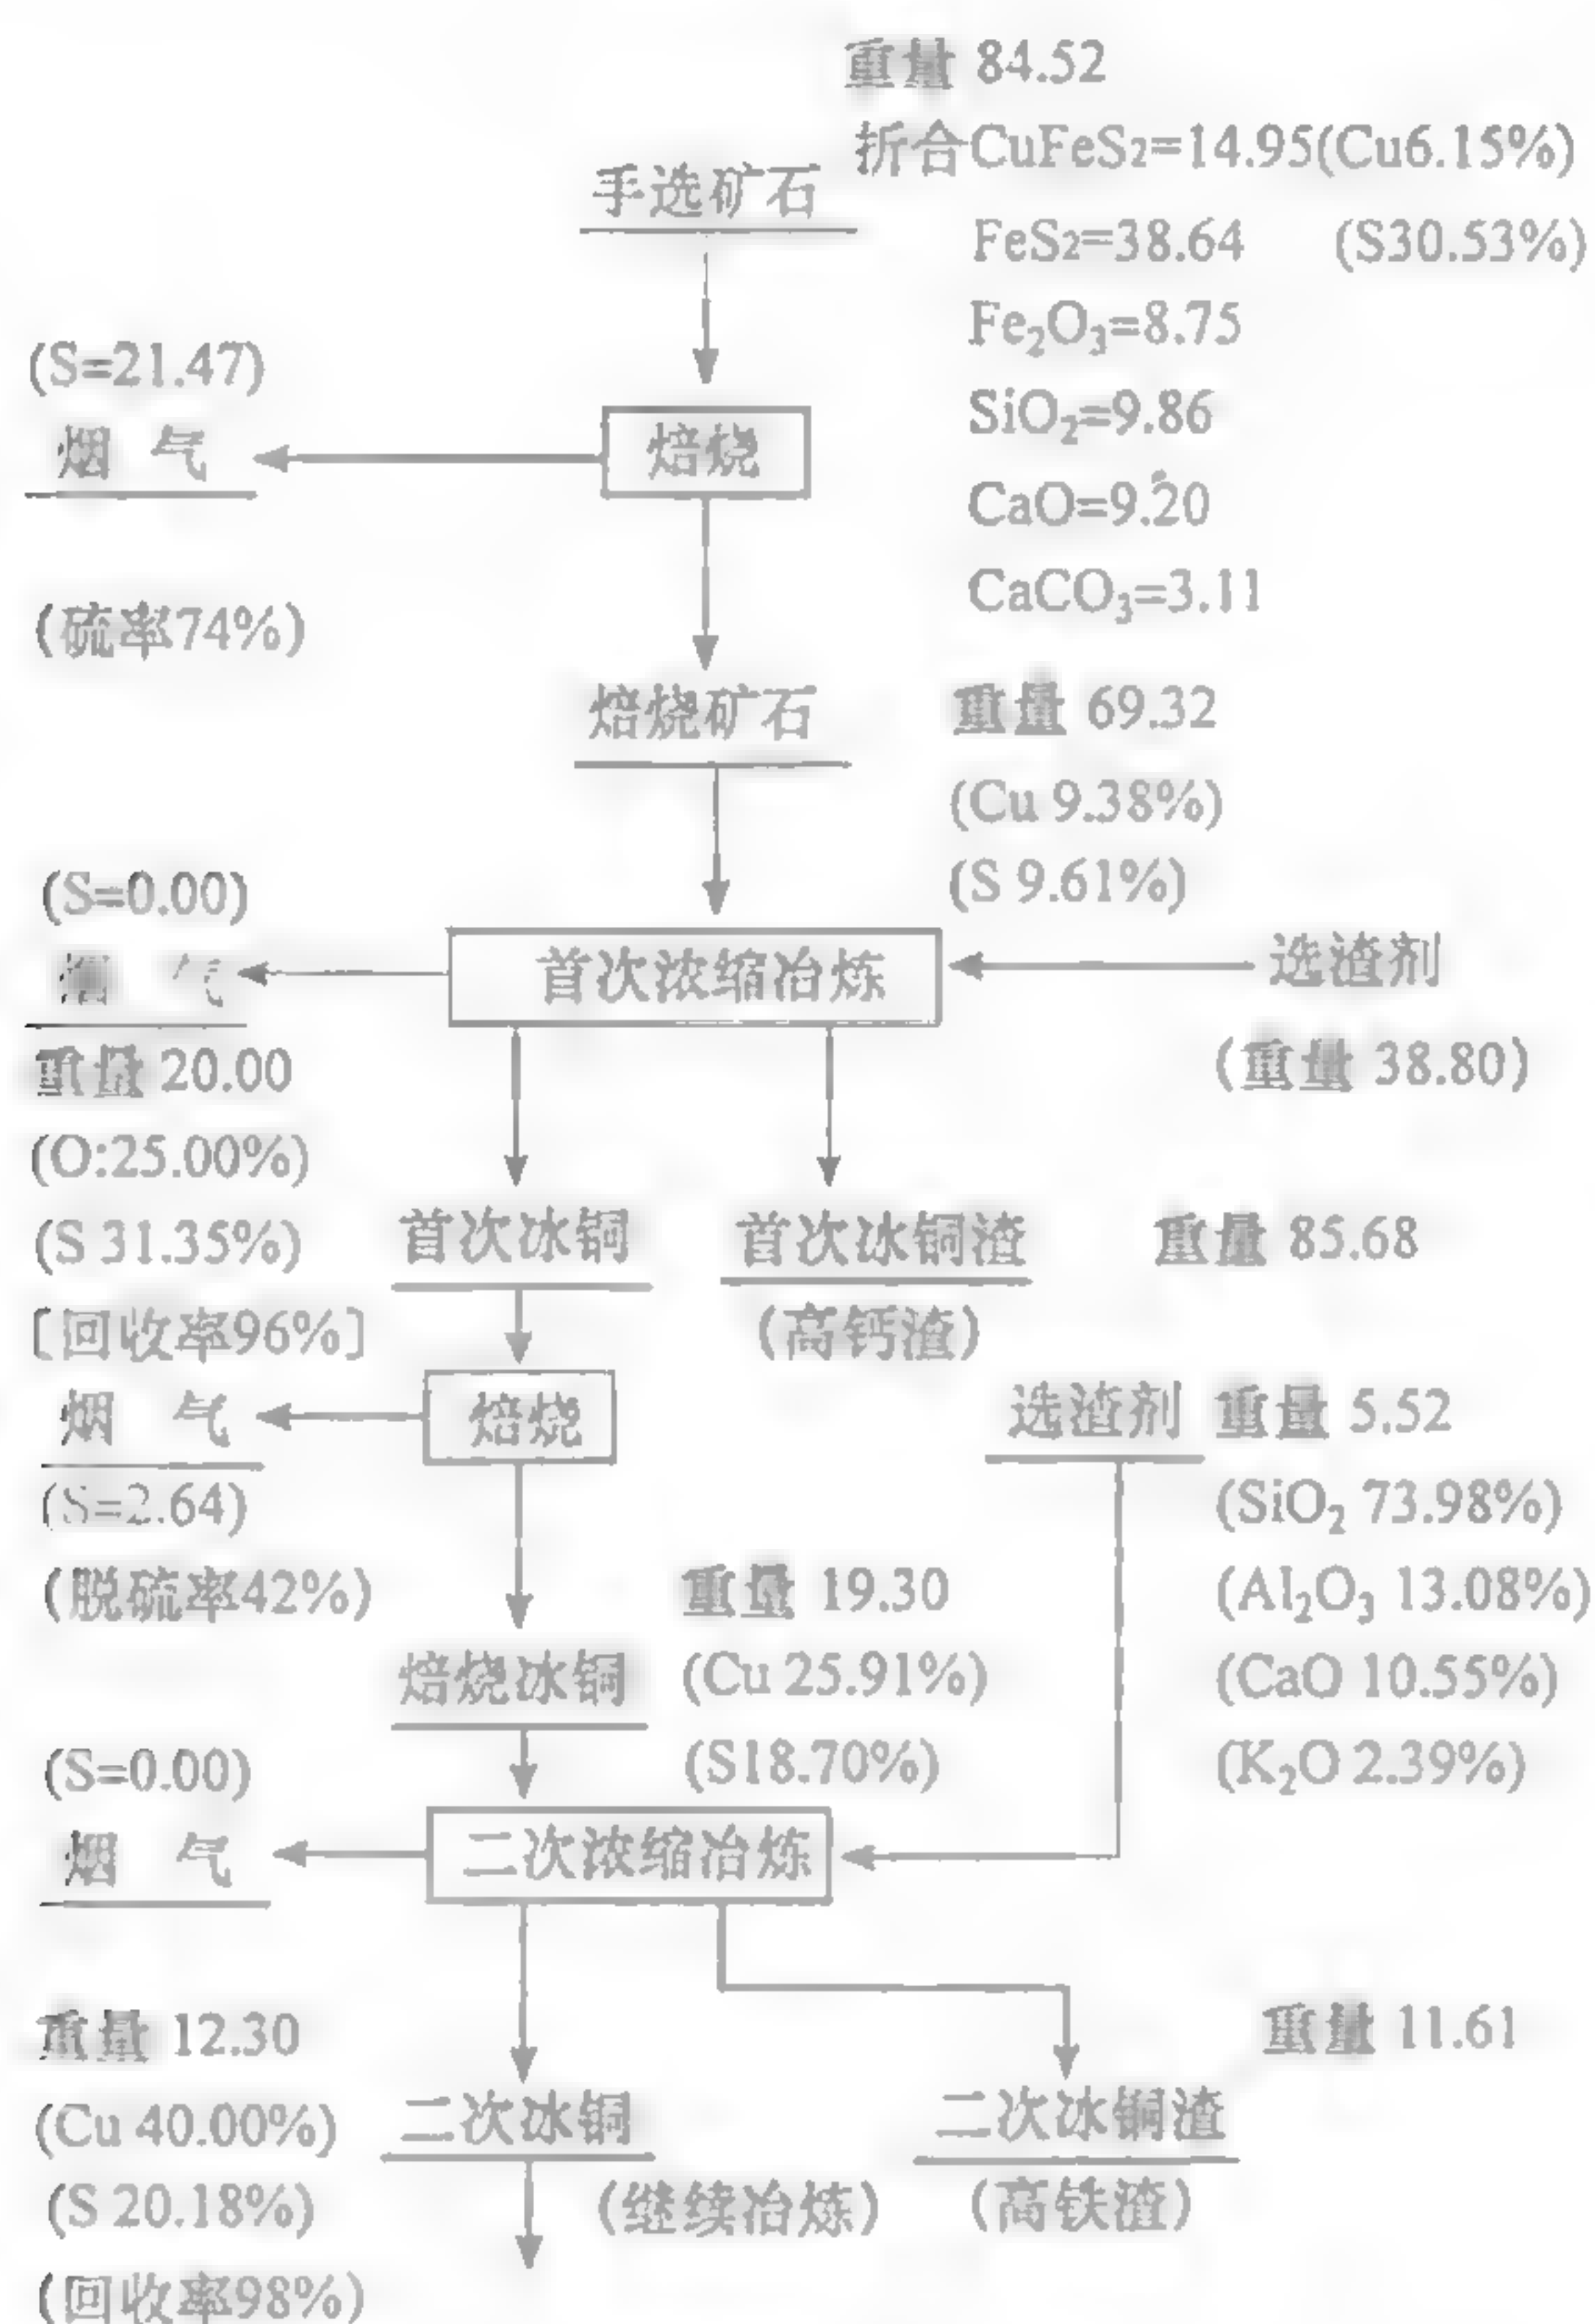 重量 84.52
折合CuFeS2=14.95(Cu6.15%)
手选矿石
FeS2=38.64 (S30.53%)
Fe2O3=8.75
(S=21.47)
SiO2=9.86
烟 气
焙烧
CaO=9.20
CaCO3=3.11
(硫率74%)
焙烧矿石
重量 69.32
(Cu 9.38%)
(S 9.61%)
(S=0.00)
烟 气
首次浓缩冶炼
选渣剂
(重量 38.80)
重量 20.00
(O:25.00%)
(S 31.35%)
首次冰铜
首次冰铜渣
重量 85.68
[回收率96%]
(高钙渣)
烟 气
焙烧
选渣剂 重量 5.52
(S=2.64)
(SiO2 73.98%)
(脱硫率42%)
重量 19.30
(Al2O3 13.08%)
焙烧冰铜
(Cu 25.91%)
(CaO 10.55%)
(S=0.00)
(S18.70%)
(K2O 2.39%)
烟 气
二次浓缩冶炼
重量 12.30
重量 11.61
(Cu 40.00%)
二次冰铜
二次冰铜渣
(S 20.18%)
(继续冶炼)
(高铁渣)
(回收率98%)